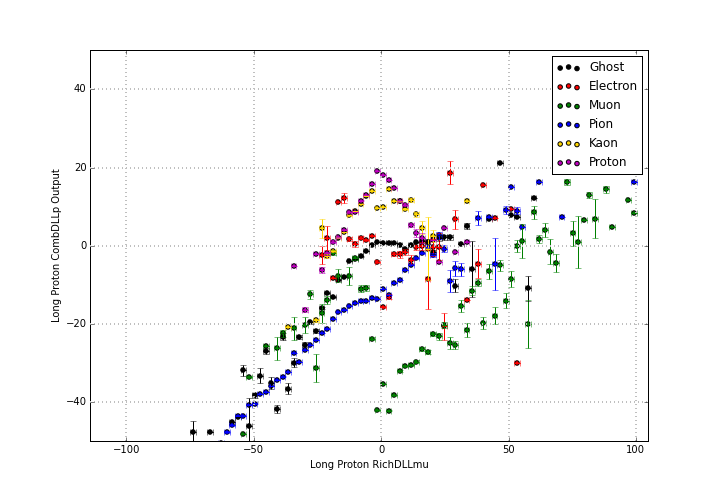 Ghost
Electron
Muon
Pion
Kaon
Proton
Long Proton CombDLLp Output
40
20
0
−20
−40
−100
−50
0
50
100
Long Proton RichDLLmu